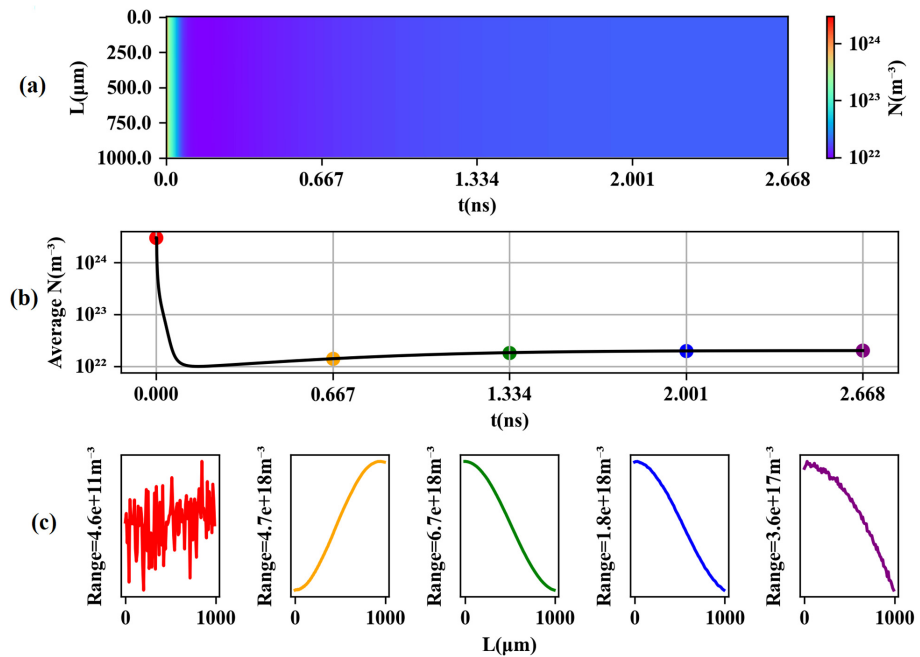 (a)
L(μm)
0.0
250.0
500.0
750.0
1000.0
0.0 0.667 1.334 2.001 2.668
t(ns)
10²⁴
10²³
10²²
N(m⁻³)
(b)
Average N(m⁻³)
10²⁴
10²³
10²²
0.000 0.667 1.334 2.001 2.668
t(ns)
(c)
Range=4.6e+11m⁻³
Range=4.7e+18m⁻³
Range=6.7e+18m⁻³
Range=1.8e+18m⁻³
Range=3.6e+17m⁻³
0 1000 0 1000 0 1000 0 1000 0 1000
L(μm)